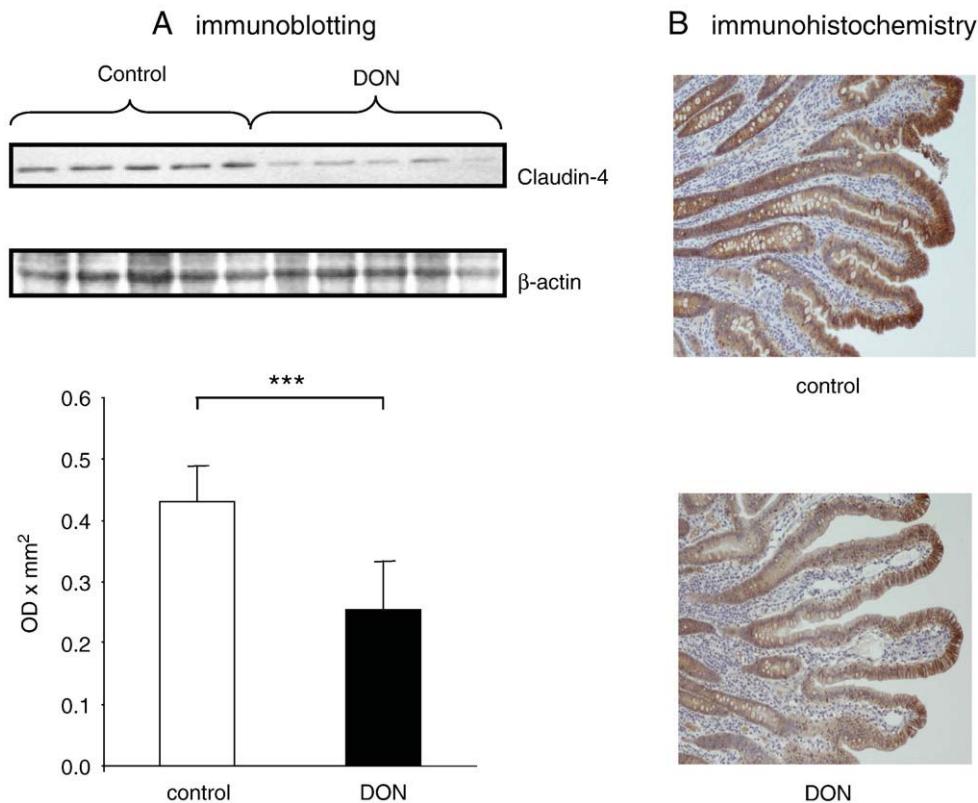 A immunoblotting
Control DON
Claudin-4
β-actin
***
0.6
0.5
0.4
0.3
0.2
0.1
0.0
OD x mm²
control DON
B immunohistochemistry
control
DON